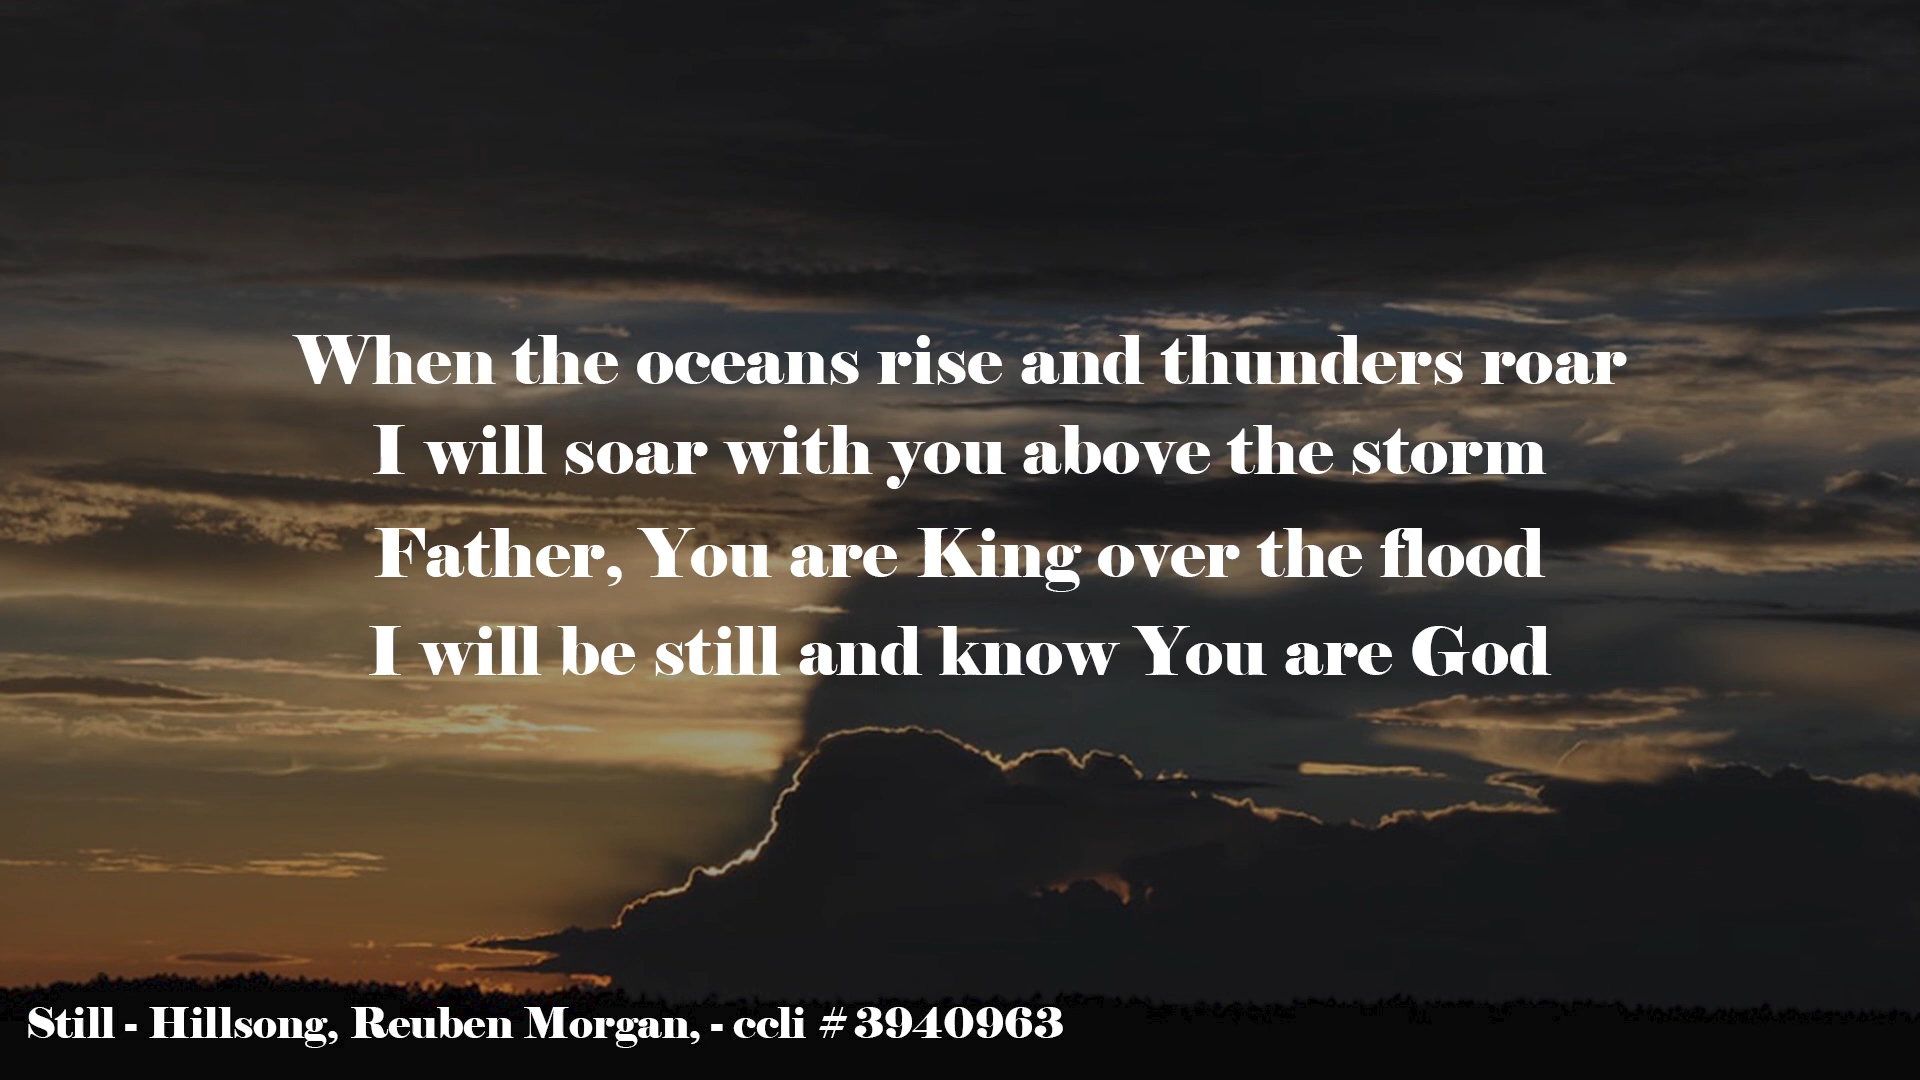 When the oceans rise and thunders roar
I will soar with you above the storm
Father, You are King over the flood
I will be still and know You are God
Still - Hillsong, Reuben Morgan, - ccli # 3940963